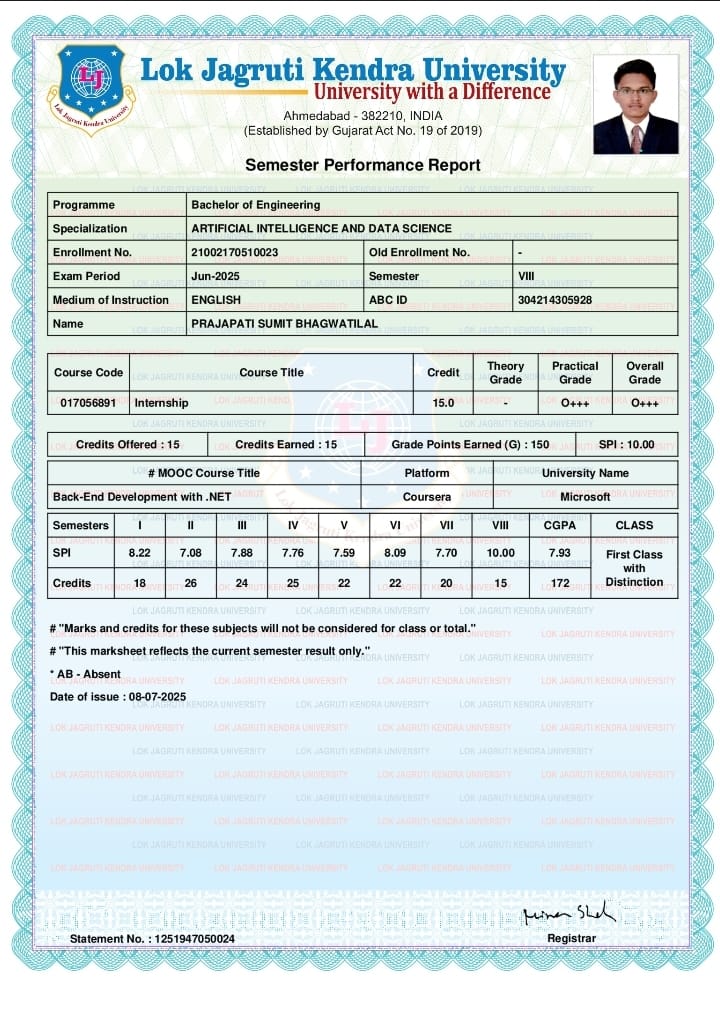 LJ
Lok Jagruti Kendra University
Lok Jagruti Kendra University
University with a Difference
Ahmedabad - 382210, INDIA
(Established by Gujarat Act No. 19 of 2019)
Semester Performance Report
Programme Bachelor of Engineering
Specialization ARTIFICIAL INTELLIGENCE AND DATA SCIENCE
Enrollment No. 21002170510023 Old Enrollment No. -
Exam Period Jun-2025 Semester VIII
Medium of Instruction ENGLISH ABC ID 304214305928
Name PRAJAPATI SUMIT BHAGWATILAL
Course Code Course Title Credit Theory Grade Practical Grade Overall Grade
017056891 Internship 15.0 - O+++ O+++
Credits Offered : 15 Credits Earned : 15 Grade Points Earned (G) : 150 SPI : 10.00
# MOOC Course Title Platform University Name
Back-End Development with .NET Coursera Microsoft
Semesters I II III IV V VI VII VIII CGPA CLASS
SPI 8.22 7.08 7.88 7.76 7.59 8.09 7.70 10.00 7.93 First Class with Distinction
Credits 18 26 24 25 22 22 20 15 172
# "Marks and credits for these subjects will not be considered for class or total."
# "This marksheet reflects the current semester result only."
* AB - Absent
Date of issue : 08-07-2025
LOK JAGRUTI KENDRA UNIVERSITY
Statement No. : 1251947050024 Registrar